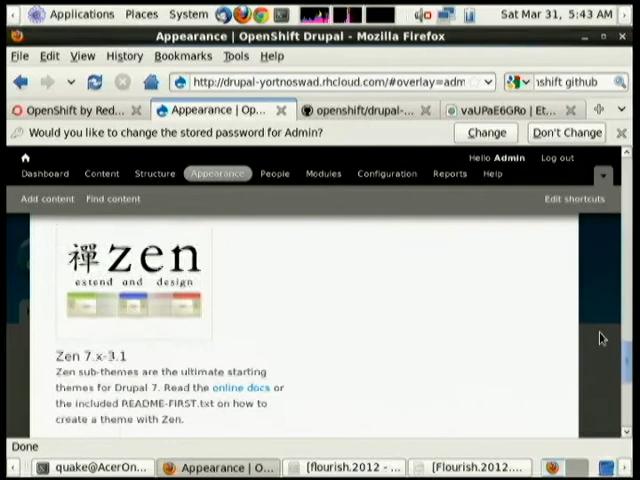 Applications Places System
Sat Mar 31, 5:43 AM
Appearance | OpenShift Drupal - Mozilla Firefox
File Edit View History Bookmarks Tools Help
http://drupal-yortnoswad.rhcloud.com/#overlay=adm
shift github
OpenShift by Red...
Appearance | Op...
openshift/drupal-...
vaUPaE6GRo | Et...
Would you like to change the stored password for Admin?
Change
Don't Change
Hello Admin Log out
Dashboard Content Structure Appearance People Modules Configuration Reports Help
Add content Find content Edit shortcuts
禪 zen
extend and design
Zen 7.x-3.1
Zen sub-themes are the ultimate starting
themes for Drupal 7. Read the online docs or
the included README-FIRST.txt on how to
create a theme with Zen.
Done
quake@AcerOn...
Appearance | O...
[flourish.2012 - ...
[Flourish.2012....